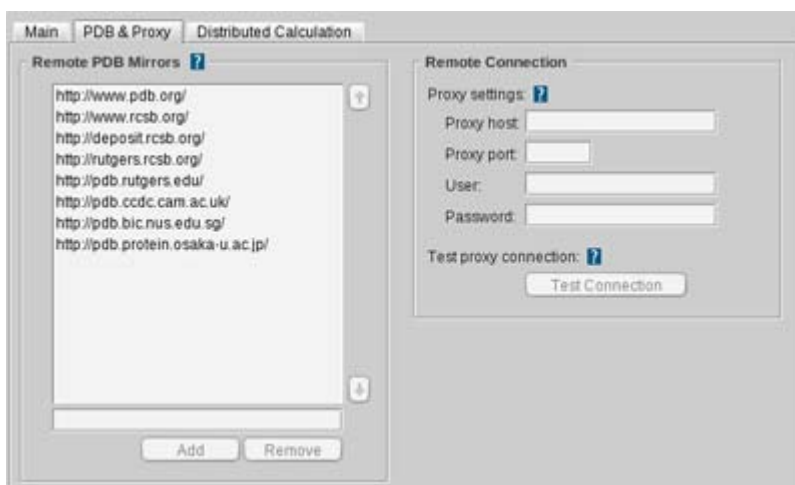 Main
PDB & Proxy
Distributed Calculation
Remote PDB Mirrors ?
http://www.pdb.org/
http://www.rcsb.org/
http://deposit.rcsb.org/
http://rutgers.rcsb.org/
http://pdb.rutgers.edu/
http://pdb.ccdc.cam.ac.uk/
http://pdb.bic.nus.edu.sg/
http://pdb.protein.osaka-u.ac.jp/
Add
Remove
Remote Connection
Proxy settings: ?
Proxy host:
Proxy port:
User:
Password:
Test proxy connection: ?
Test Connection